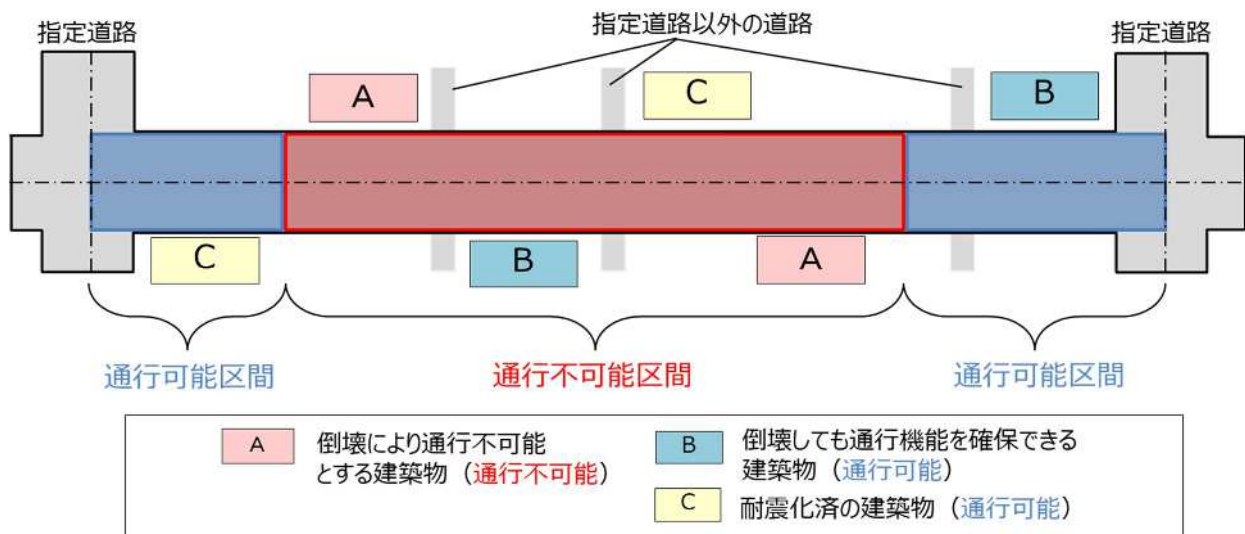 指定道路
指定道路以外の道路
指定道路
A
C
B
C
B
A
通行可能区間
通行不可能区間
通行可能区間
A
倒壊により通行不可能
とする建築物（通行不可能）
B
倒壊しても通行機能を確保できる
建築物（通行可能）
C
耐震化済の建築物（通行可能）